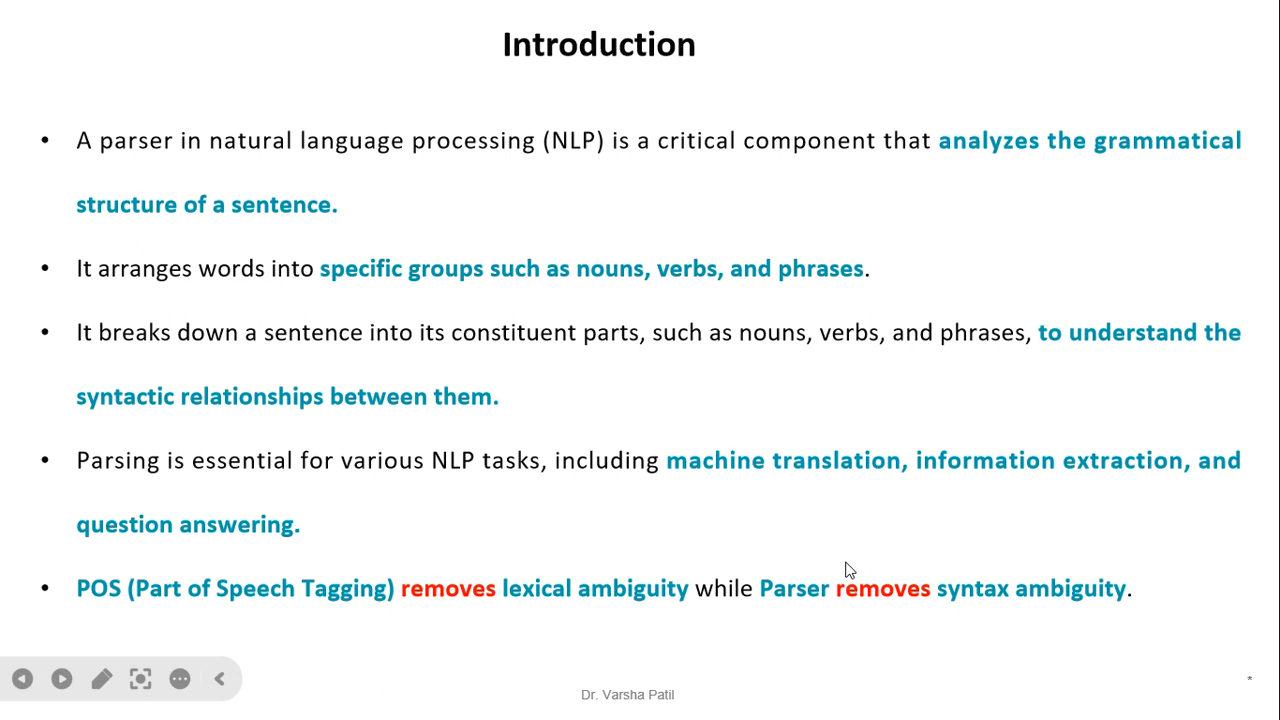 Introduction
• A parser in natural language processing (NLP) is a critical component that analyzes the grammatical
structure of a sentence.
• It arranges words into specific groups such as nouns, verbs, and phrases.
• It breaks down a sentence into its constituent parts, such as nouns, verbs, and phrases, to understand the
syntactic relationships between them.
• Parsing is essential for various NLP tasks, including machine translation, information extraction, and
question answering.
• POS (Part of Speech Tagging) removes lexical ambiguity while Parser removes syntax ambiguity.
*
Dr. Varsha Patil